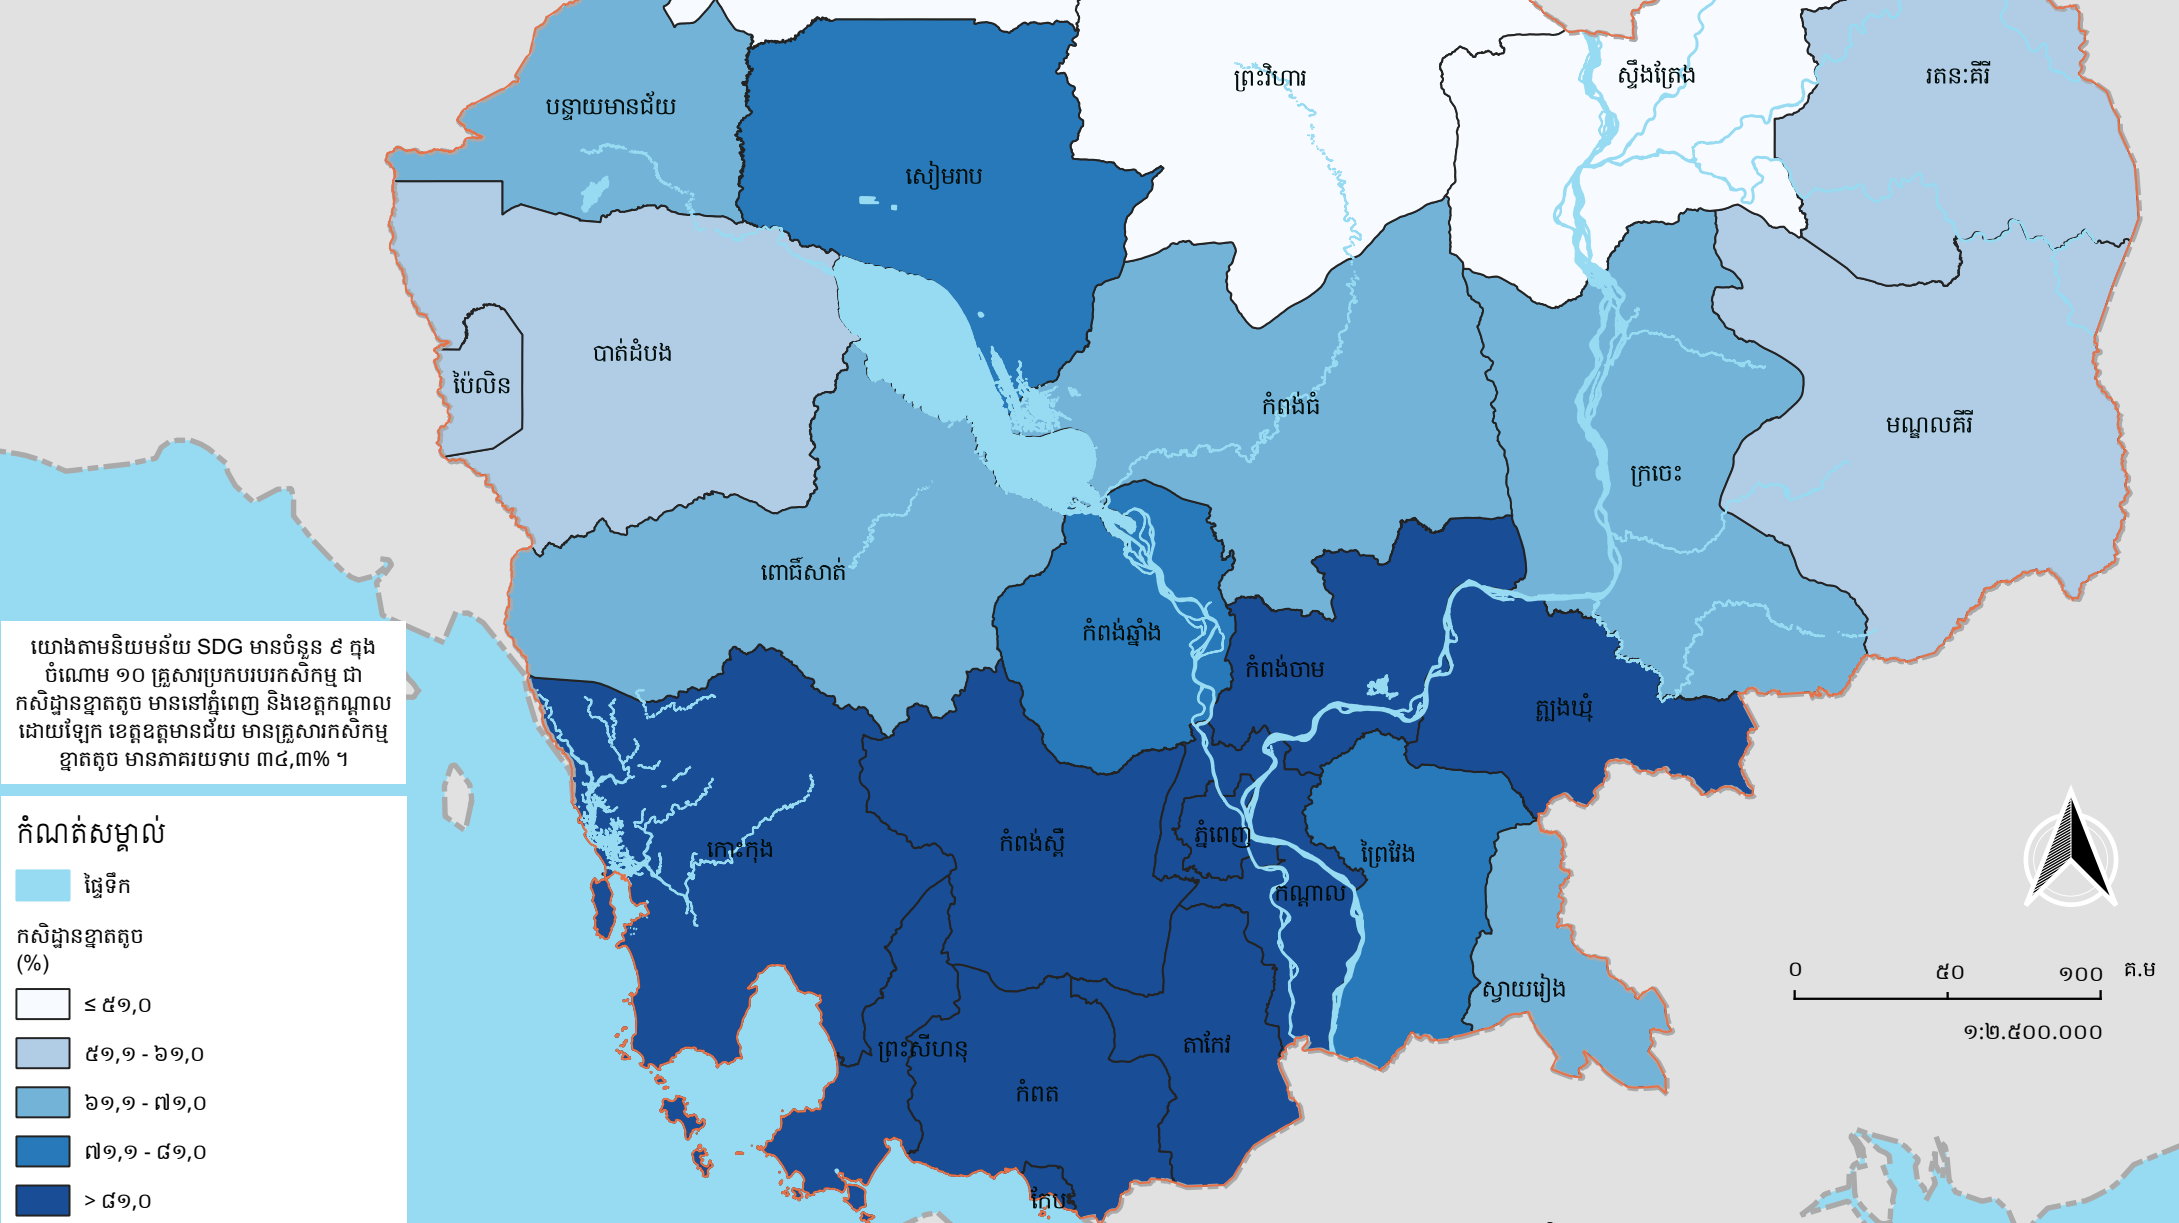 ព្រះវិហារ
ស្ទឹងត្រែង
រតនៈគីរី
បន្ទាយមានជ័យ
សៀមរាប
បាត់ដំបង
ប៉ៃលិន
កំពង់ធំ
មណ្ឌលគីរី
ក្រចេះ
ពោធិ៍សាត់
កំពង់ឆ្នាំង
កំពង់ចាម
ត្បូងឃ្មុំ
កោះកុង
កំពង់ស្ពឺ
ភ្នំពេញ
ព្រៃវែង
កណ្ដាល
ស្វាយរៀង
ព្រះសីហនុ
តាកែវ
កំពត
កែប
យោងតាមនិយមន័យ SDG មានចំនួន ៩ ក្នុង
ចំណោម ១០ គ្រួសារប្រកបរបរកសិកម្ម ជា
កសិដ្ឋានខ្នាតតូច មាននៅភ្នំពេញ និងខេត្តកណ្ដាល
ដោយឡែក ខេត្តឧត្តមានជ័យ មានគ្រួសារកសិកម្ម
ខ្នាតតូច មានភាគរយទាប ៣៤,៣% ។
កំណត់សម្គាល់
ផ្ទៃទឹក
កសិដ្ឋានខ្នាតតូច
(%)
≤ ៥១,០
៥១,១ - ៦១,០
៦១,១ - ៧១,០
៧១,១ - ៨១,០
> ៨១,០
0 ៥០ ១០០ គ.ម
១:២.៥០០.០០០